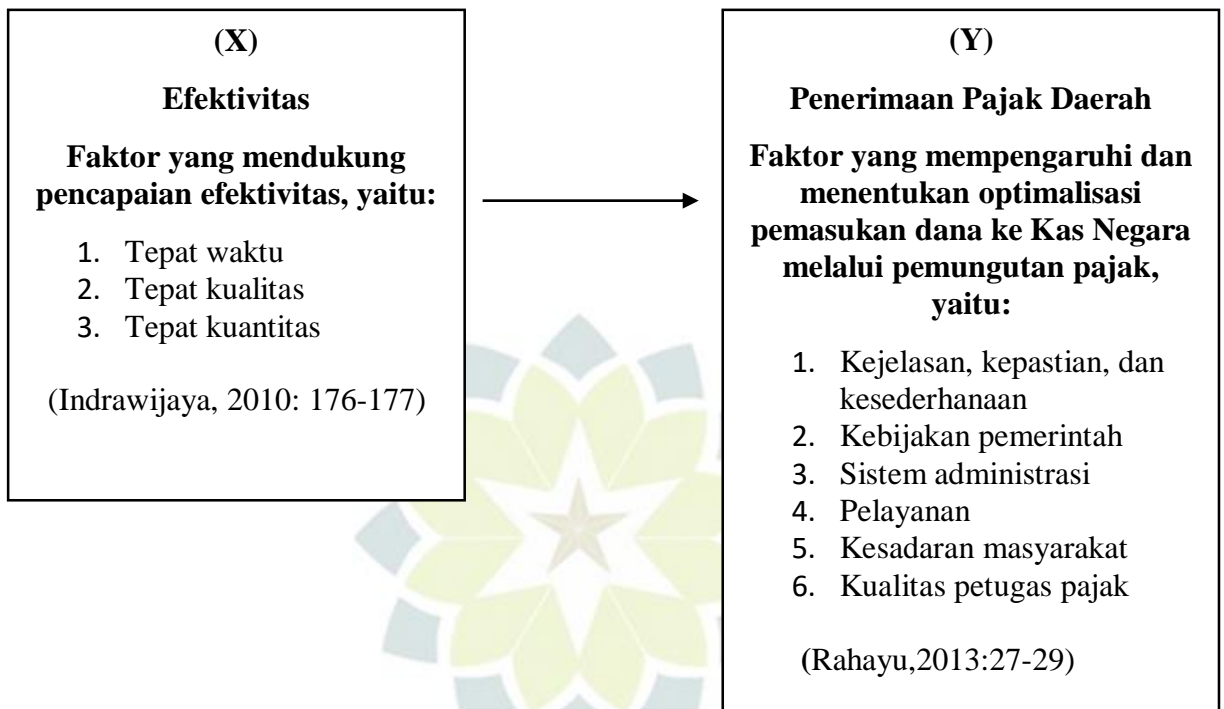 (X)
Efektivitas
Faktor yang mendukung
pencapaian efektivitas, yaitu:
1. Tepat waktu
2. Tepat kualitas
3. Tepat kuantitas
(Indrawijaya, 2010: 176-177)
(Y)
Penerimaan Pajak Daerah
Faktor yang mempengaruhi dan
menentukan optimalisasi
pemasukan dana ke Kas Negara
melalui pemungutan pajak,
yaitu:
1. Kejelasan, kepastian, dan
kesederhanaan
2. Kebijakan pemerintah
3. Sistem administrasi
4. Pelayanan
5. Kesadaran masyarakat
6. Kualitas petugas pajak
(Rahayu,2013:27-29)